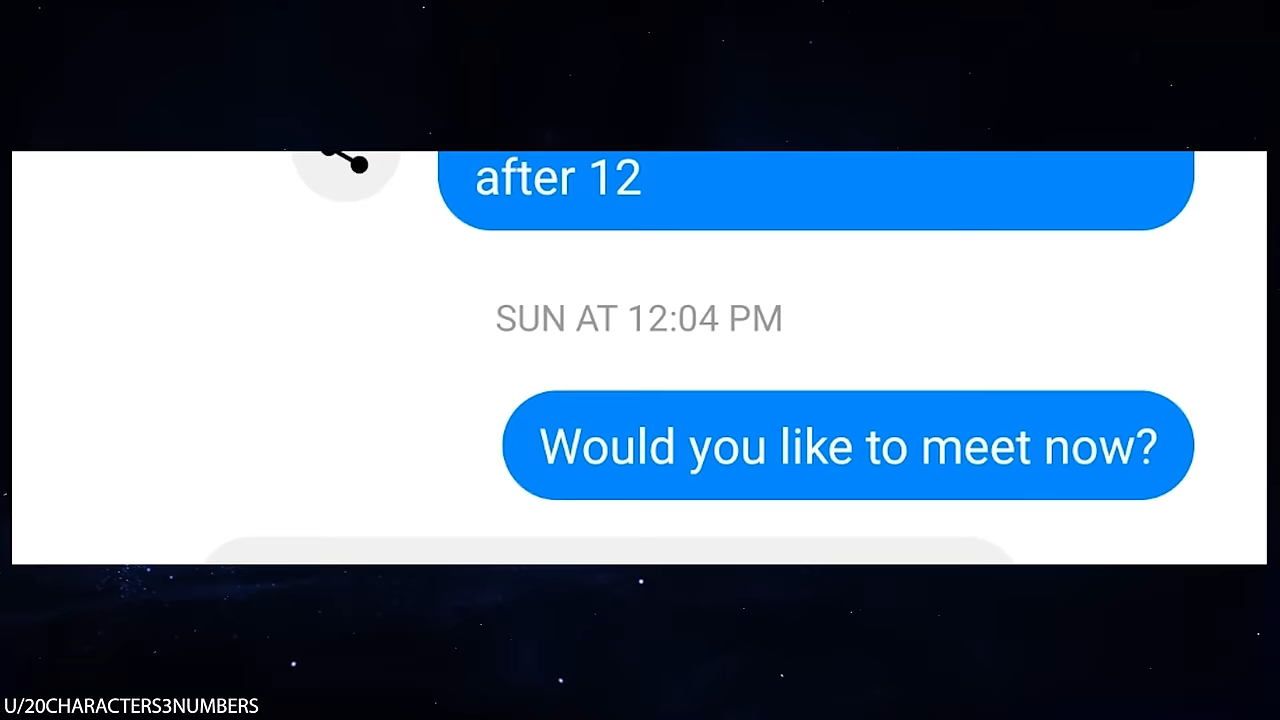 after 12
SUN AT 12:04 PM
Would you like to meet now?
U/20CHARACTERS3NUMBERS